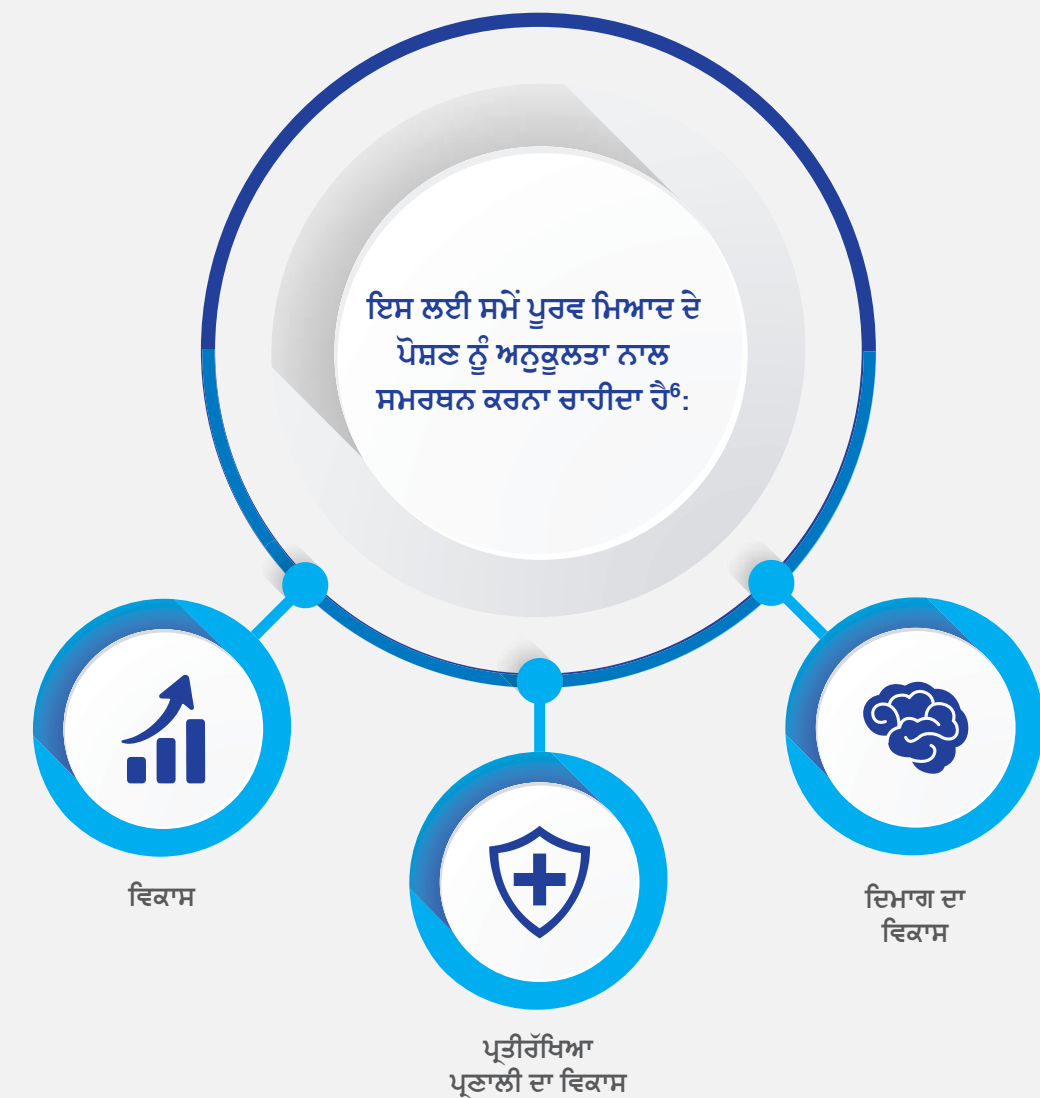 ਇਸ ਲਈ ਸਮੇਂ ਪੂਰਵ ਮਿਆਦ ਦੇ
ਪੋਸ਼ਣ ਨੂੰ ਅਨੁਕੂਲਤਾ ਨਾਲ
ਸਮਰਥਨ ਕਰਨਾ ਚਾਹੀਦਾ ਹੈ⁶:
ਵਿਕਾਸ
ਦਿਮਾਗ ਦਾ
ਵਿਕਾਸ
ਪ੍ਰਤੀਰੱਖਿਆ
ਪ੍ਰਣਾਲੀ ਦਾ ਵਿਕਾਸ